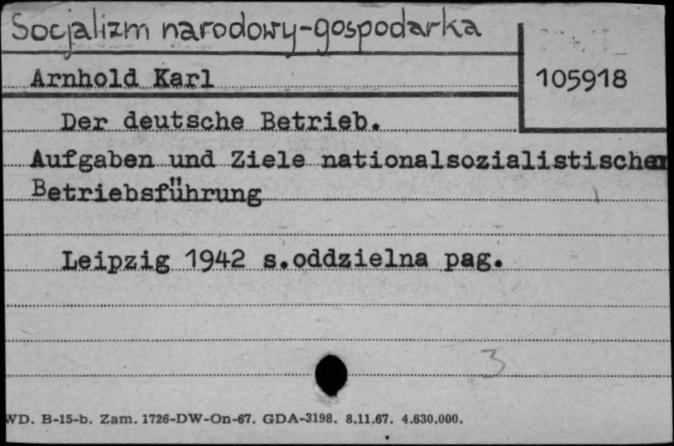 Socjalizm narodowy-gospodarka
Arnhold Karl
105918
Der deutsche Betrieb.
Aufgaben und Ziele nationalsozialistischer
Betriebsführung
Leipzig 1942 s.oddzielna pag.
3
WD. B-15-b. Zam. 1726-DW-On-67. GDA-3198. 8.11.67. 4.630.000.